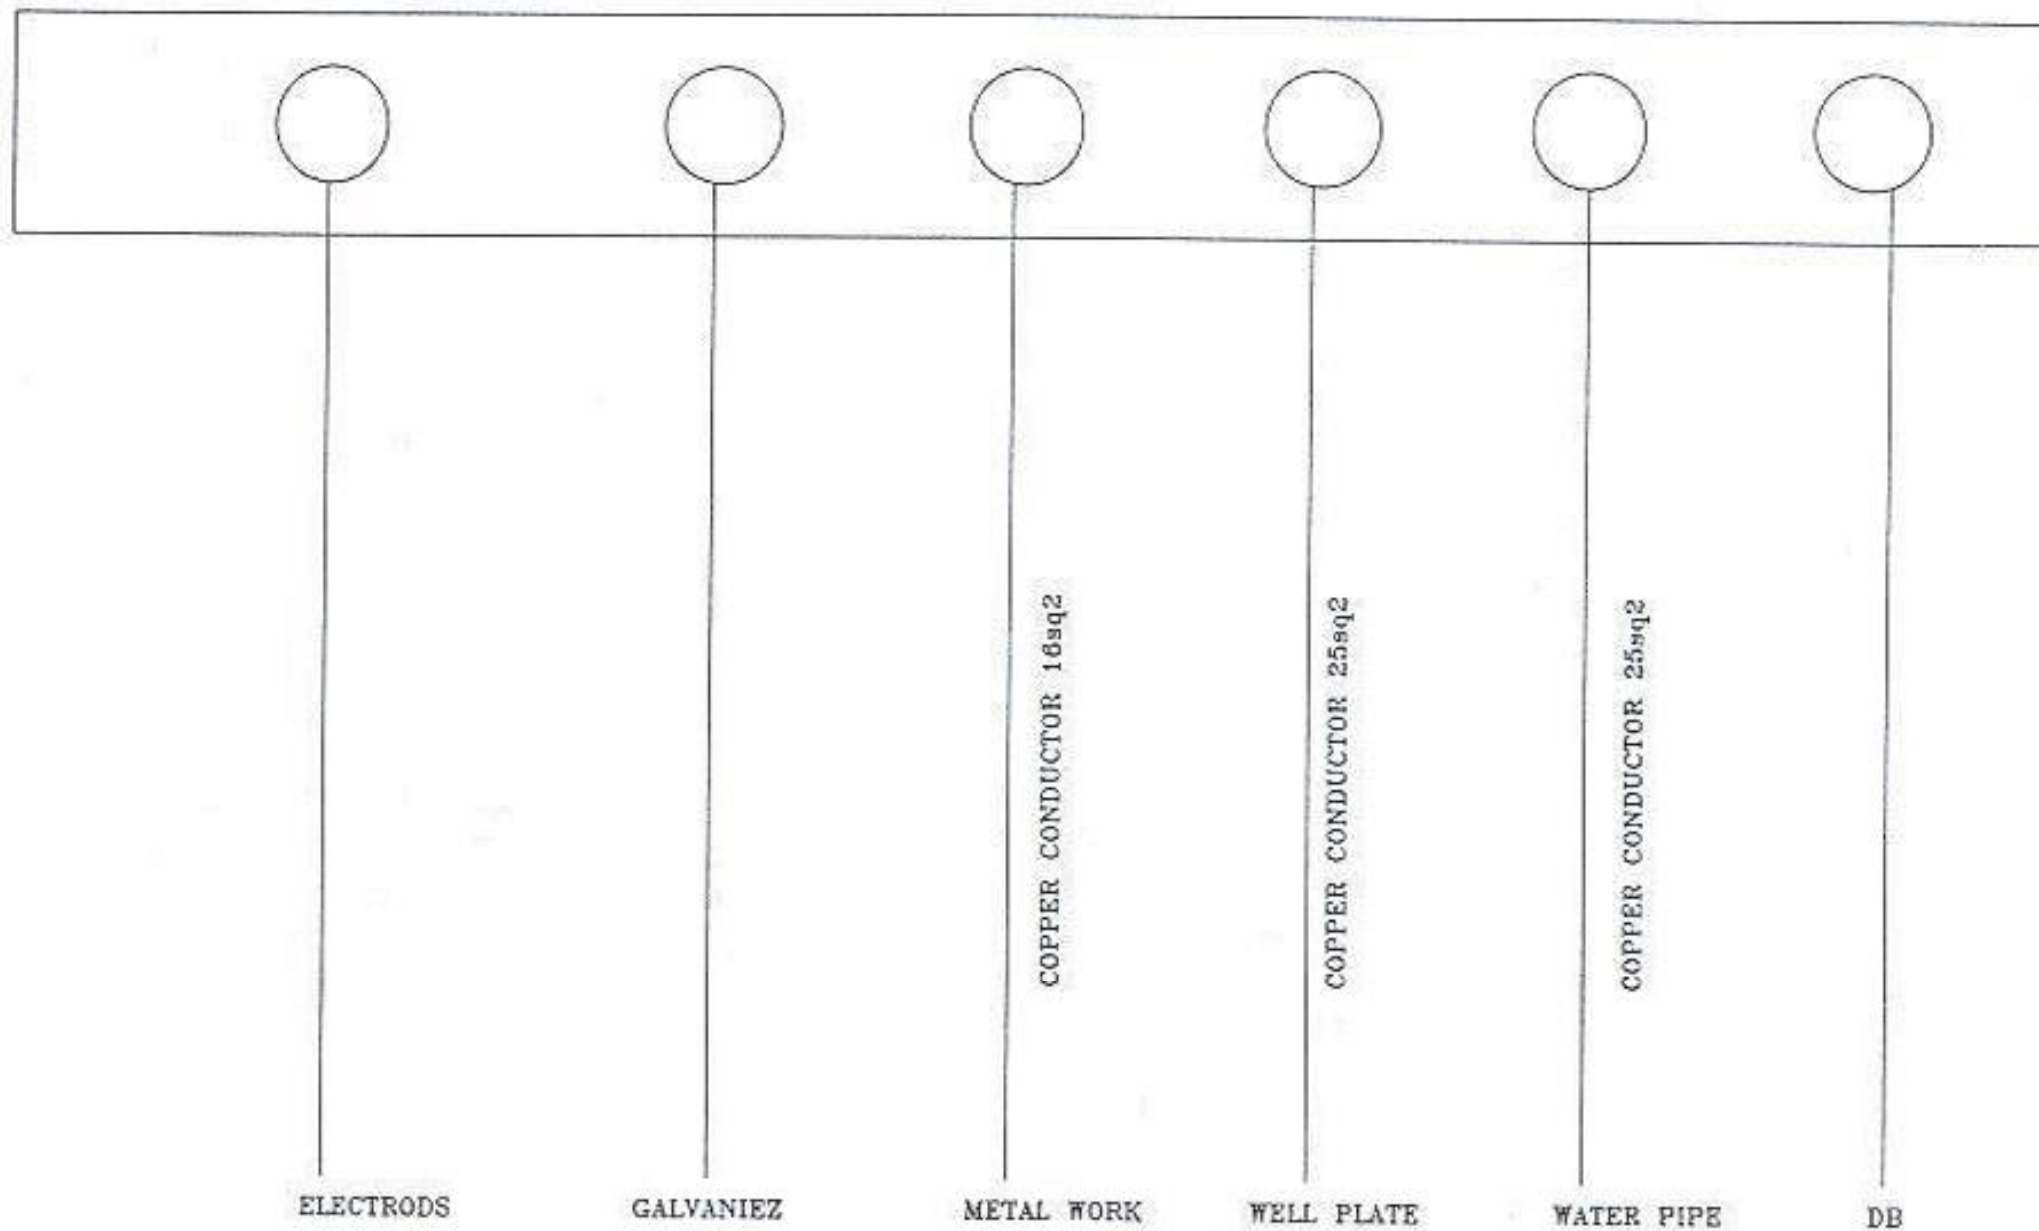 COPPER CONDUCTOR 16sq2
COPPER CONDUCTOR 25sq2
COPPER CONDUCTOR 25sq2
ELECTRODS
GALVANIEZ
METAL WORK
WELL PLATE
WATER PIPE
DB